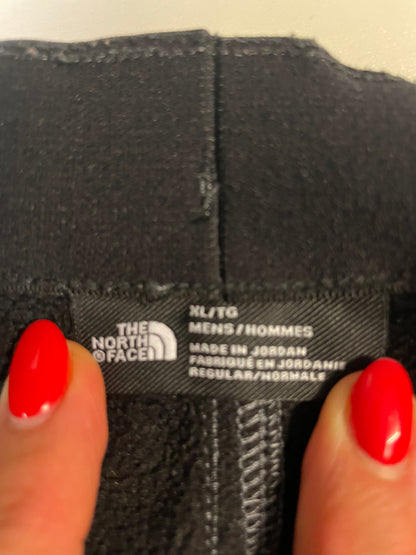 THE
NORTH
FACE
XL/TG
MENS/HOMMES
MADE IN JORDAN
FABRIQUÉ EN JORDANIE
REGULAR/NORMALE